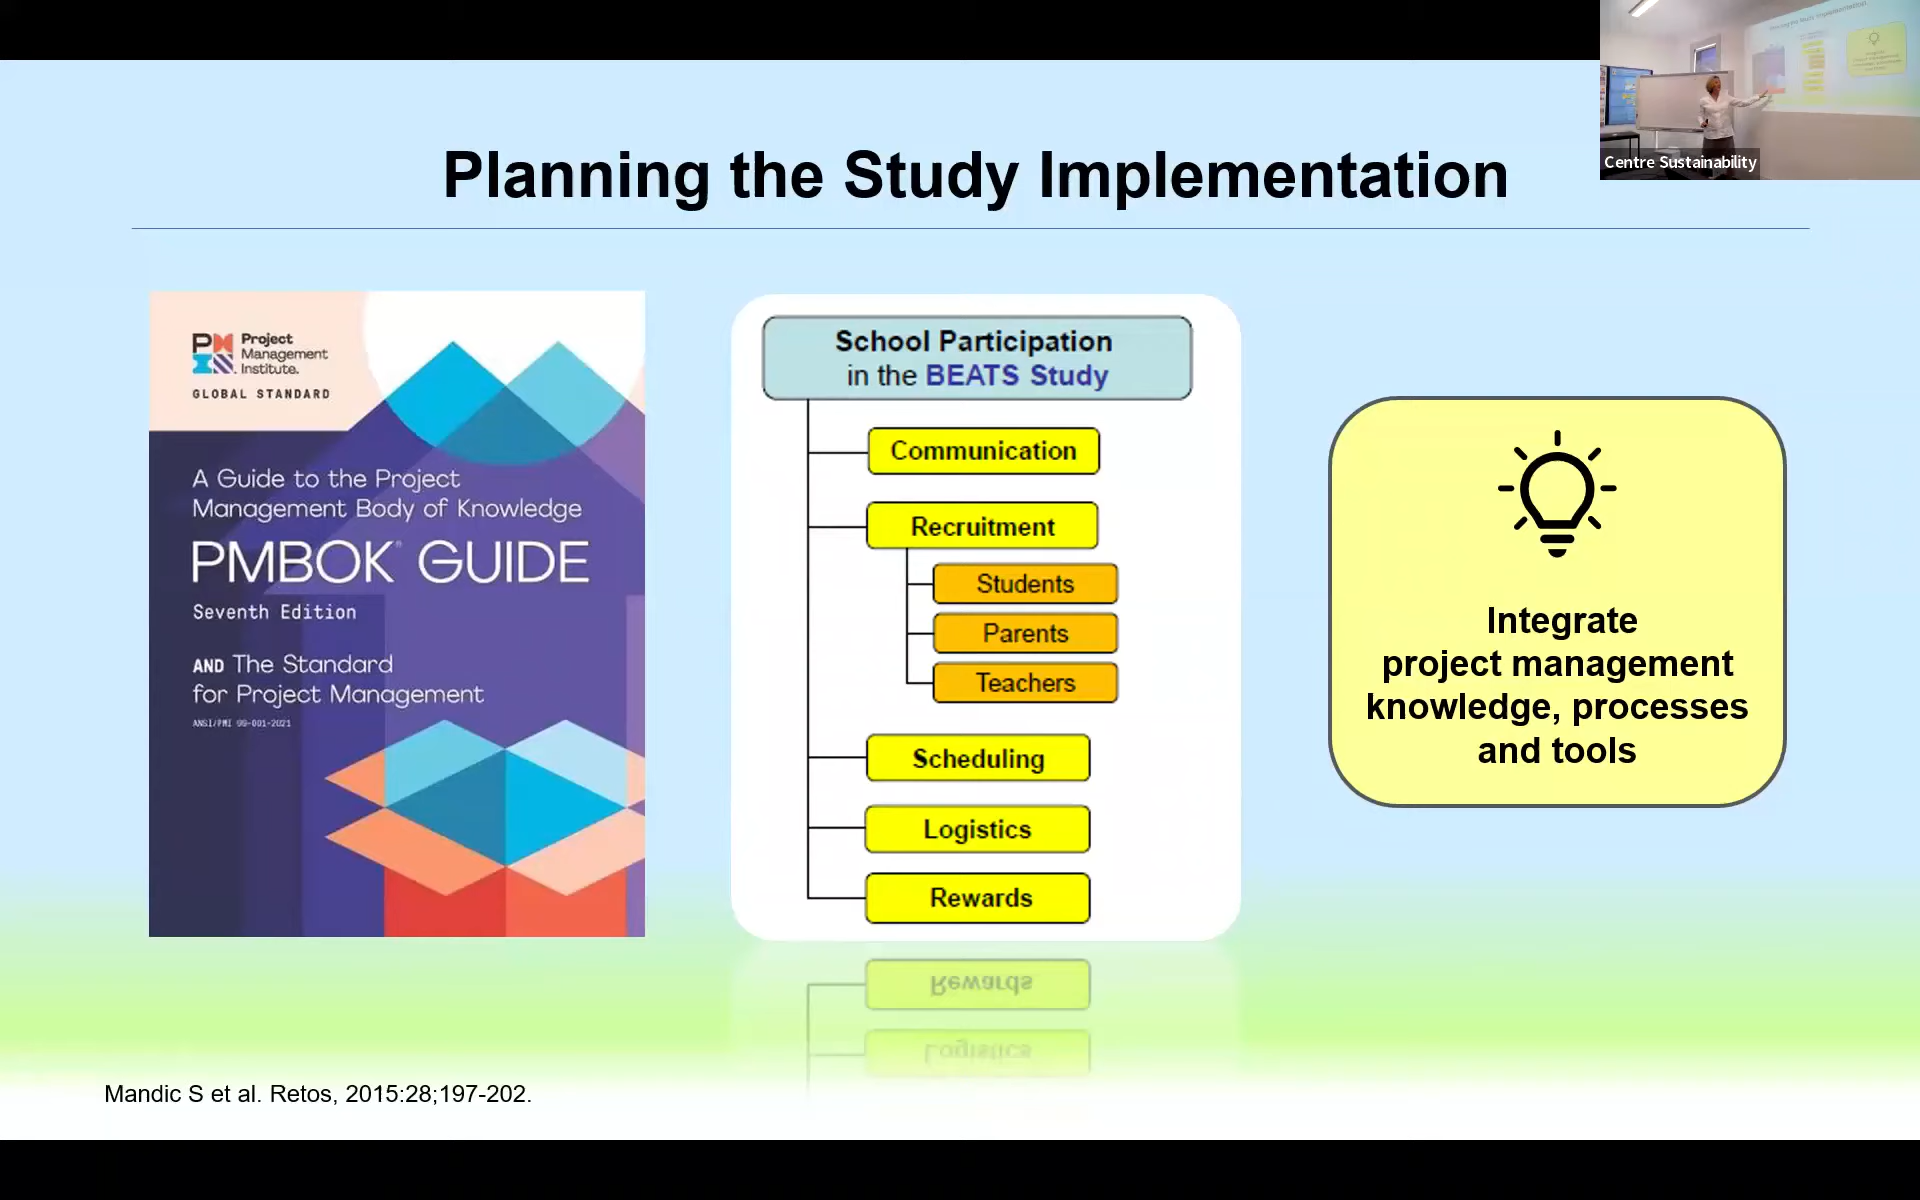 Centre Sustainability
Planning the Study Implementation
PM
Project
Management
Institute.
GLOBAL STANDARD
A Guide to the Project
Management Body of Knowledge
PMBOK® GUIDE
Seventh Edition
AND The Standard
for Project Management
ANSI/PMI 99-001-2021
School Participation
in the BEATS Study
Communication
Recruitment
Students
Parents
Teachers
Scheduling
Logistics
Rewards
Integrate
project management
knowledge, processes
and tools
Rewards
Logistics
Mandic S et al. Retos, 2015:28;197-202.